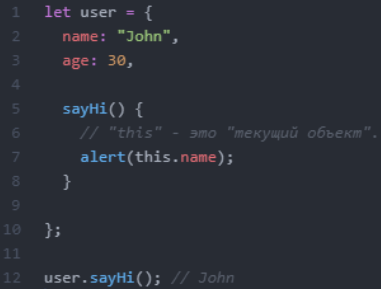 1 let user = {
2 name: "John",
3 age: 30,
4
5 sayHi() {
6 // "this" - это "текущий объект".
7 alert(this.name);
8 }
9
10 };
11
12 user.sayHi(); // John